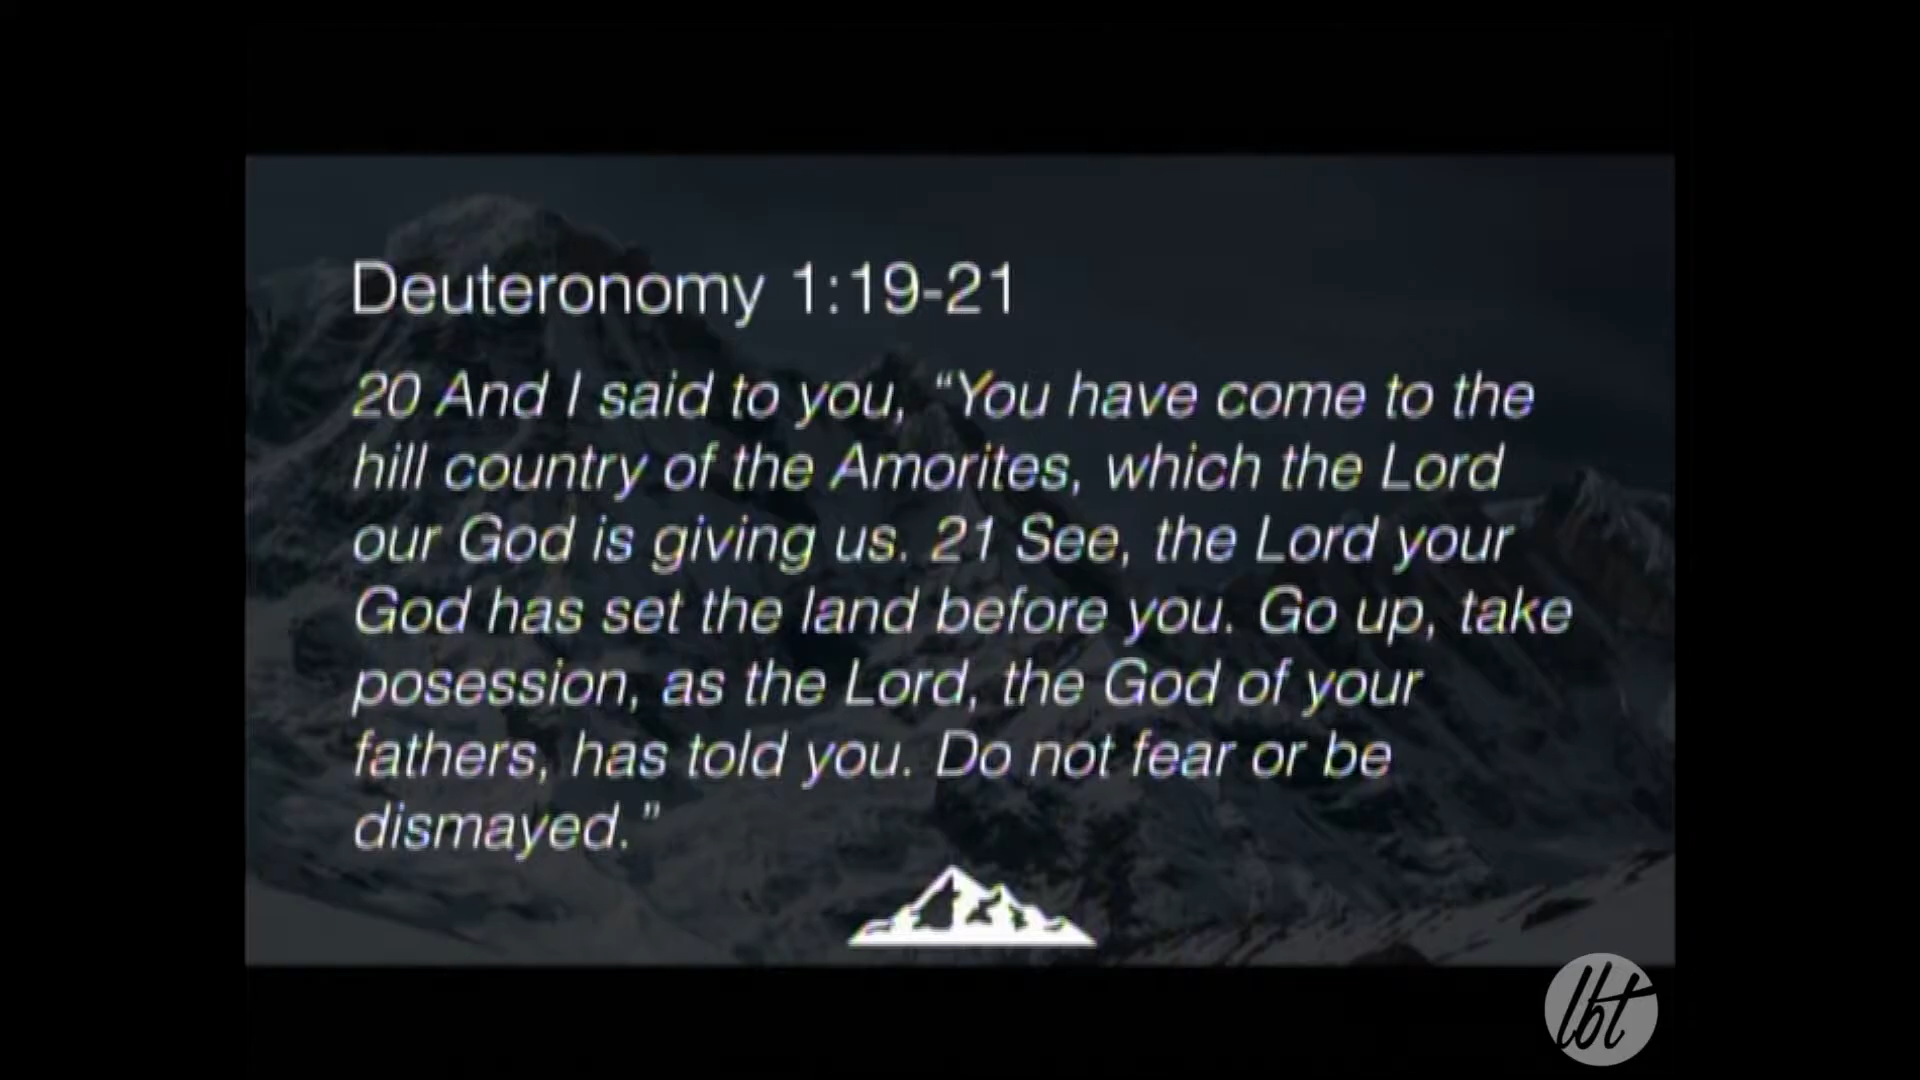 Deuteronomy 1:19-21
20 And I said to you, “You have come to the
hill country of the Amorites, which the Lord
our God is giving us. 21 See, the Lord your
God has set the land before you. Go up, take
posession, as the Lord, the God of your
fathers, has told you. Do not fear or be
dismayed.”
lbt